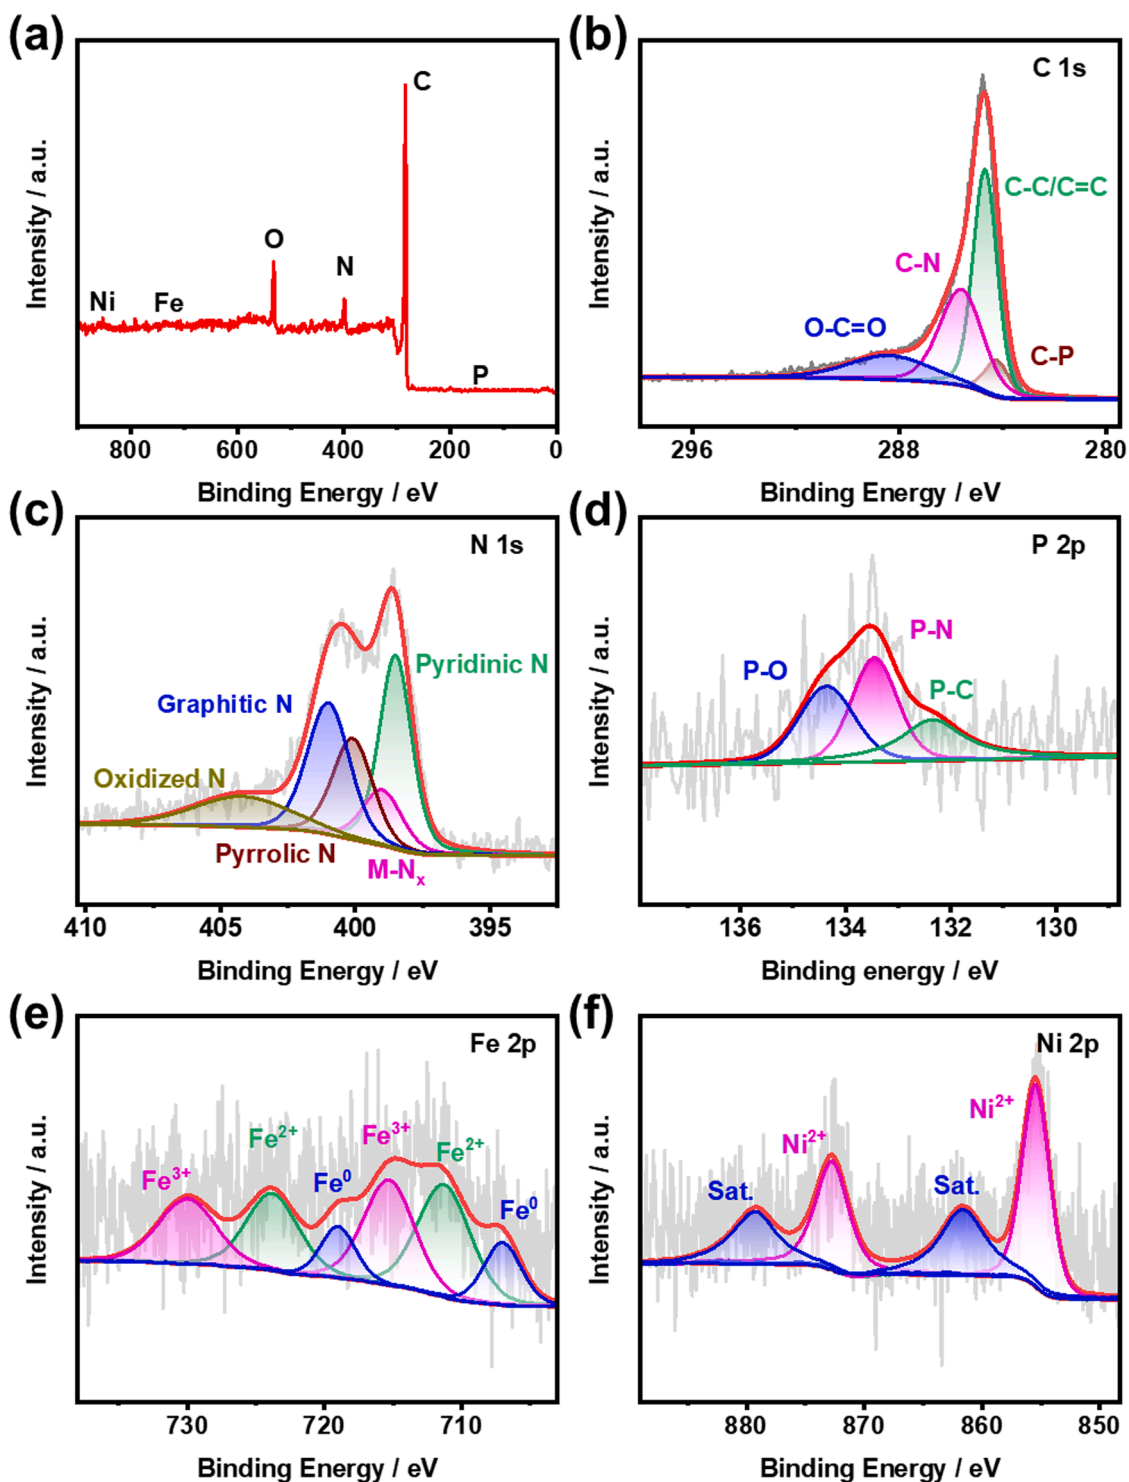 (a)
C
O
N
Ni
Fe
P
Intensity / a.u.
800 600 400 200 0
Binding Energy / eV
(b)
C 1s
C-C/C=C
C-N
O-C=O
C-P
Intensity / a.u.
296 288 280
Binding Energy / eV
(c)
N 1s
Pyridinic N
Graphitic N
Oxidized N
Pyrrolic N
M-Nₓ
Intensity / a.u.
410 405 400 395
Binding Energy / eV
(d)
P 2p
P-N
P-O
P-C
Intensity / a.u.
136 134 132 130
Binding energy / eV
(e)
Fe 2p
Fe³⁺
Fe²⁺
Fe²⁺
Fe³⁺
Fe⁰
Fe⁰
Intensity / a.u.
730 720 710
Binding Energy / eV
(f)
Ni 2p
Ni²⁺
Ni²⁺
Sat.
Sat.
Intensity / a.u.
880 870 860 850
Binding Energy / eV